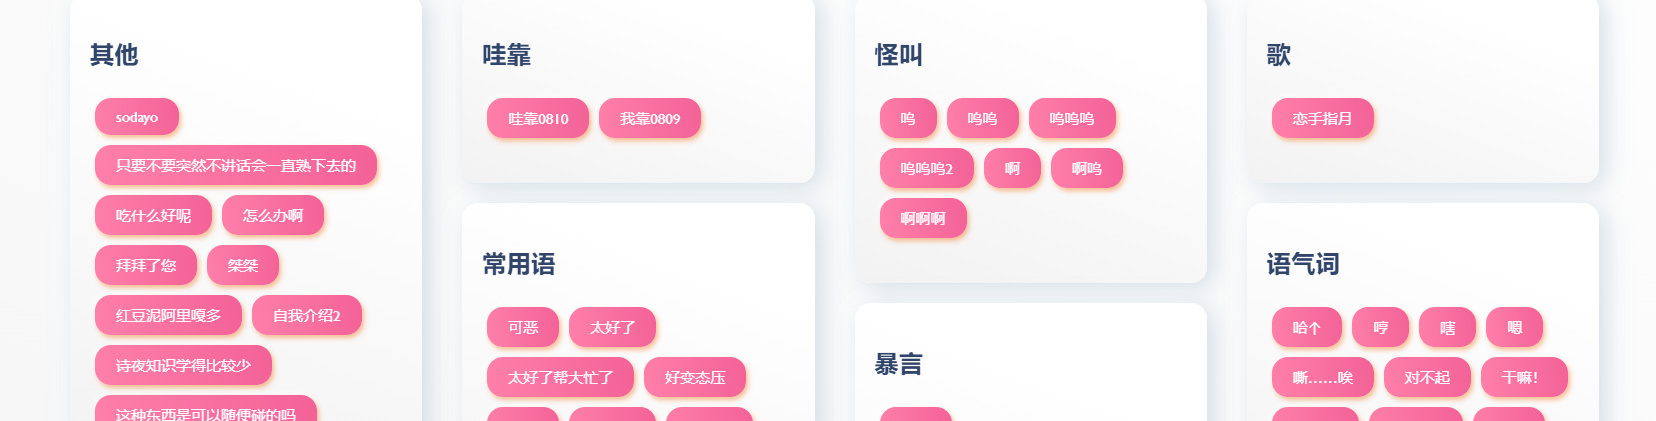 其他
sodayo
只要不要突然不讲话会一直熟下去的
吃什么好呢 怎么办啊
拜拜了您 桀桀
红豆泥阿里嘎多 自我介绍2
诗夜知识学得比较少
这种东西是可以随便碰的吗
哇靠
哇靠0810 我靠0809
常用语
可恶 太好了
太好了帮大忙了 好变态压
怪叫
呜 呜呜 呜呜呜
呜呜呜2 啊 啊呜
啊啊啊
暴言
歌
恋手指月
语气词
哈个 哼 嘻 嗯
嘶……唉 对不起 干嘛！